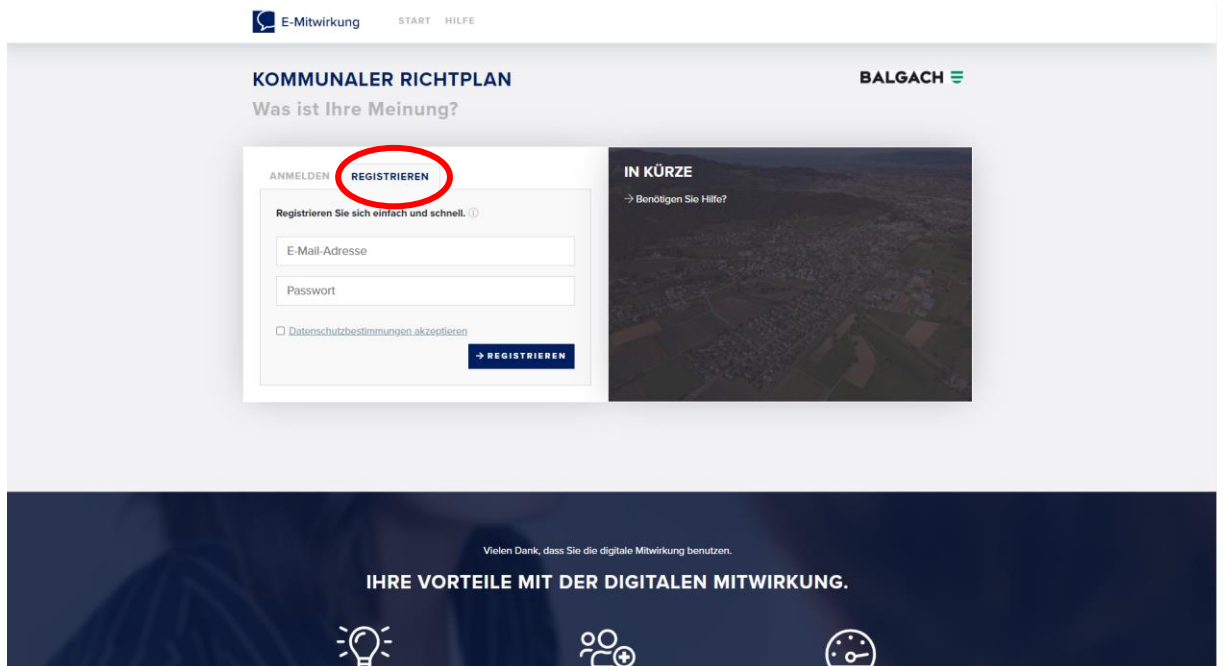 E-Mitwirkung START HILFE
KOMMUNALER RICHTPLAN
BALGACH
Was ist Ihre Meinung?
ANMELDEN REGISTRIEREN
Registrieren Sie sich einfach und schnell.
E-Mail-Adresse
Passwort
Datenschutzbestimmungen akzeptieren
→ REGISTRIEREN
IN KÜRZE
→ Benötigen Sie Hilfe?
Vielen Dank, dass Sie die digitale Mitwirkung benutzen.
IHRE VORTEILE MIT DER DIGITALEN MITWIRKUNG.